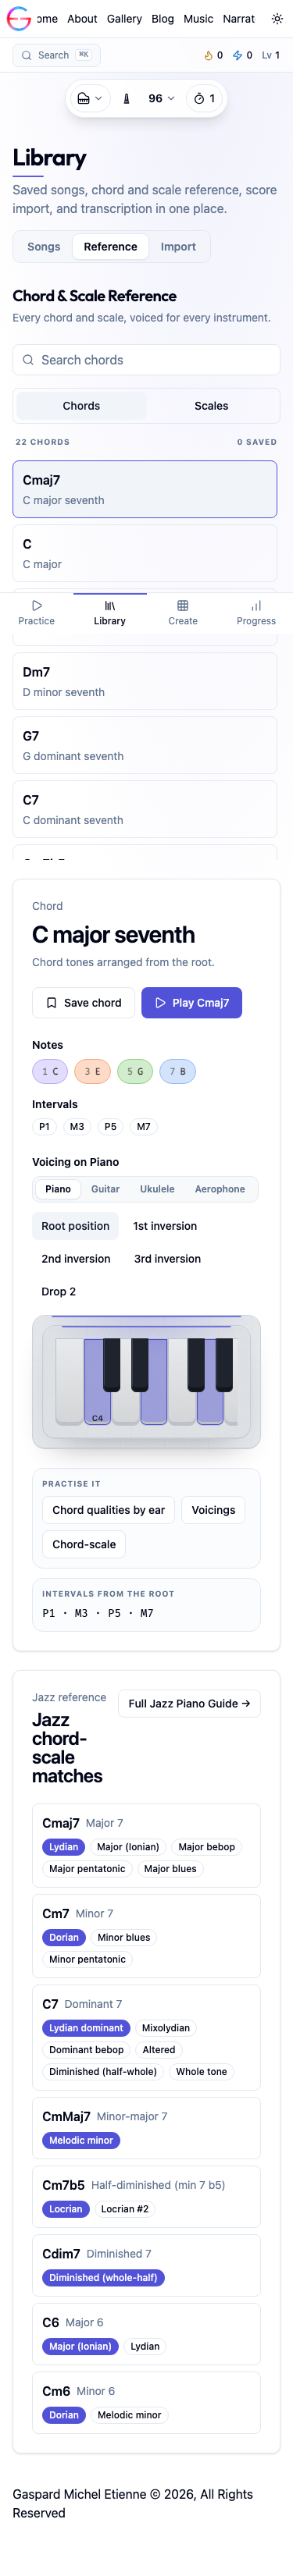 ome About Gallery Blog Music Narrat
Search ⌘K 0 0 Lv 1
96 1
Library
Saved songs, chord and scale reference, score
import, and transcription in one place.
Songs Reference Import
Chord & Scale Reference
Every chord and scale, voiced for every instrument.
Search chords
Chords Scales
22 CHORDS 0 SAVED
Cmaj7
C major seventh
C
C major
Practice Library Create Progress
Dm7
D minor seventh
G7
G dominant seventh
C7
C dominant seventh
Chord
C major seventh
Chord tones arranged from the root.
Save chord Play Cmaj7
Notes
1 C 3 E 5 G 7 B
Intervals
P1 M3 P5 M7
Voicing on Piano
Piano Guitar Ukulele Aerophone
Root position 1st inversion
2nd inversion 3rd inversion
Drop 2
C4
PRACTISE IT
Chord qualities by ear Voicings
Chord-scale
INTERVALS FROM THE ROOT
P1 · M3 · P5 · M7
Jazz reference
Full Jazz Piano Guide →
Jazz
chord-
scale
matches
Cmaj7 Major 7
Lydian Major (Ionian) Major bebop
Major pentatonic Major blues
Cm7 Minor 7
Dorian Minor blues
Minor pentatonic
C7 Dominant 7
Lydian dominant Mixolydian
Dominant bebop Altered
Diminished (half-whole) Whole tone
CmMaj7 Minor-major 7
Melodic minor
Cm7b5 Half-diminished (min 7 b5)
Locrian Locrian #2
Cdim7 Diminished 7
Diminished (whole-half)
C6 Major 6
Major (Ionian) Lydian
Cm6 Minor 6
Dorian Melodic minor
Gaspard Michel Etienne © 2026, All Rights
Reserved